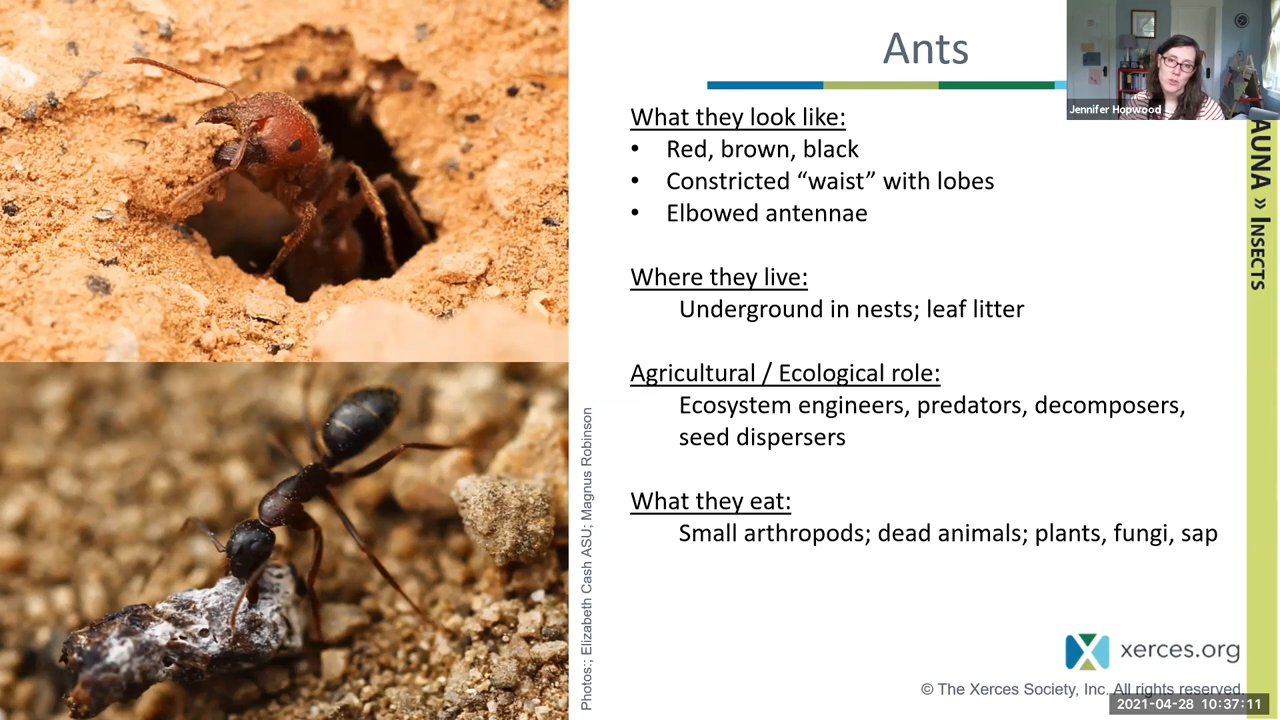 Ants
Jennifer Hopwood
What they look like:
• Red, brown, black
• Constricted “waist” with lobes
• Elbowed antennae
Where they live:
Underground in nests; leaf litter
Agricultural / Ecological role:
Ecosystem engineers, predators, decomposers,
seed dispersers
What they eat:
Small arthropods; dead animals; plants, fungi, sap
Photos:; Elizabeth Cash ASU; Magnus Robinson
AUNA » Insects
xerces.org
© The Xerces Society, Inc. All rights reserved.
2021-04-28 10:37:11